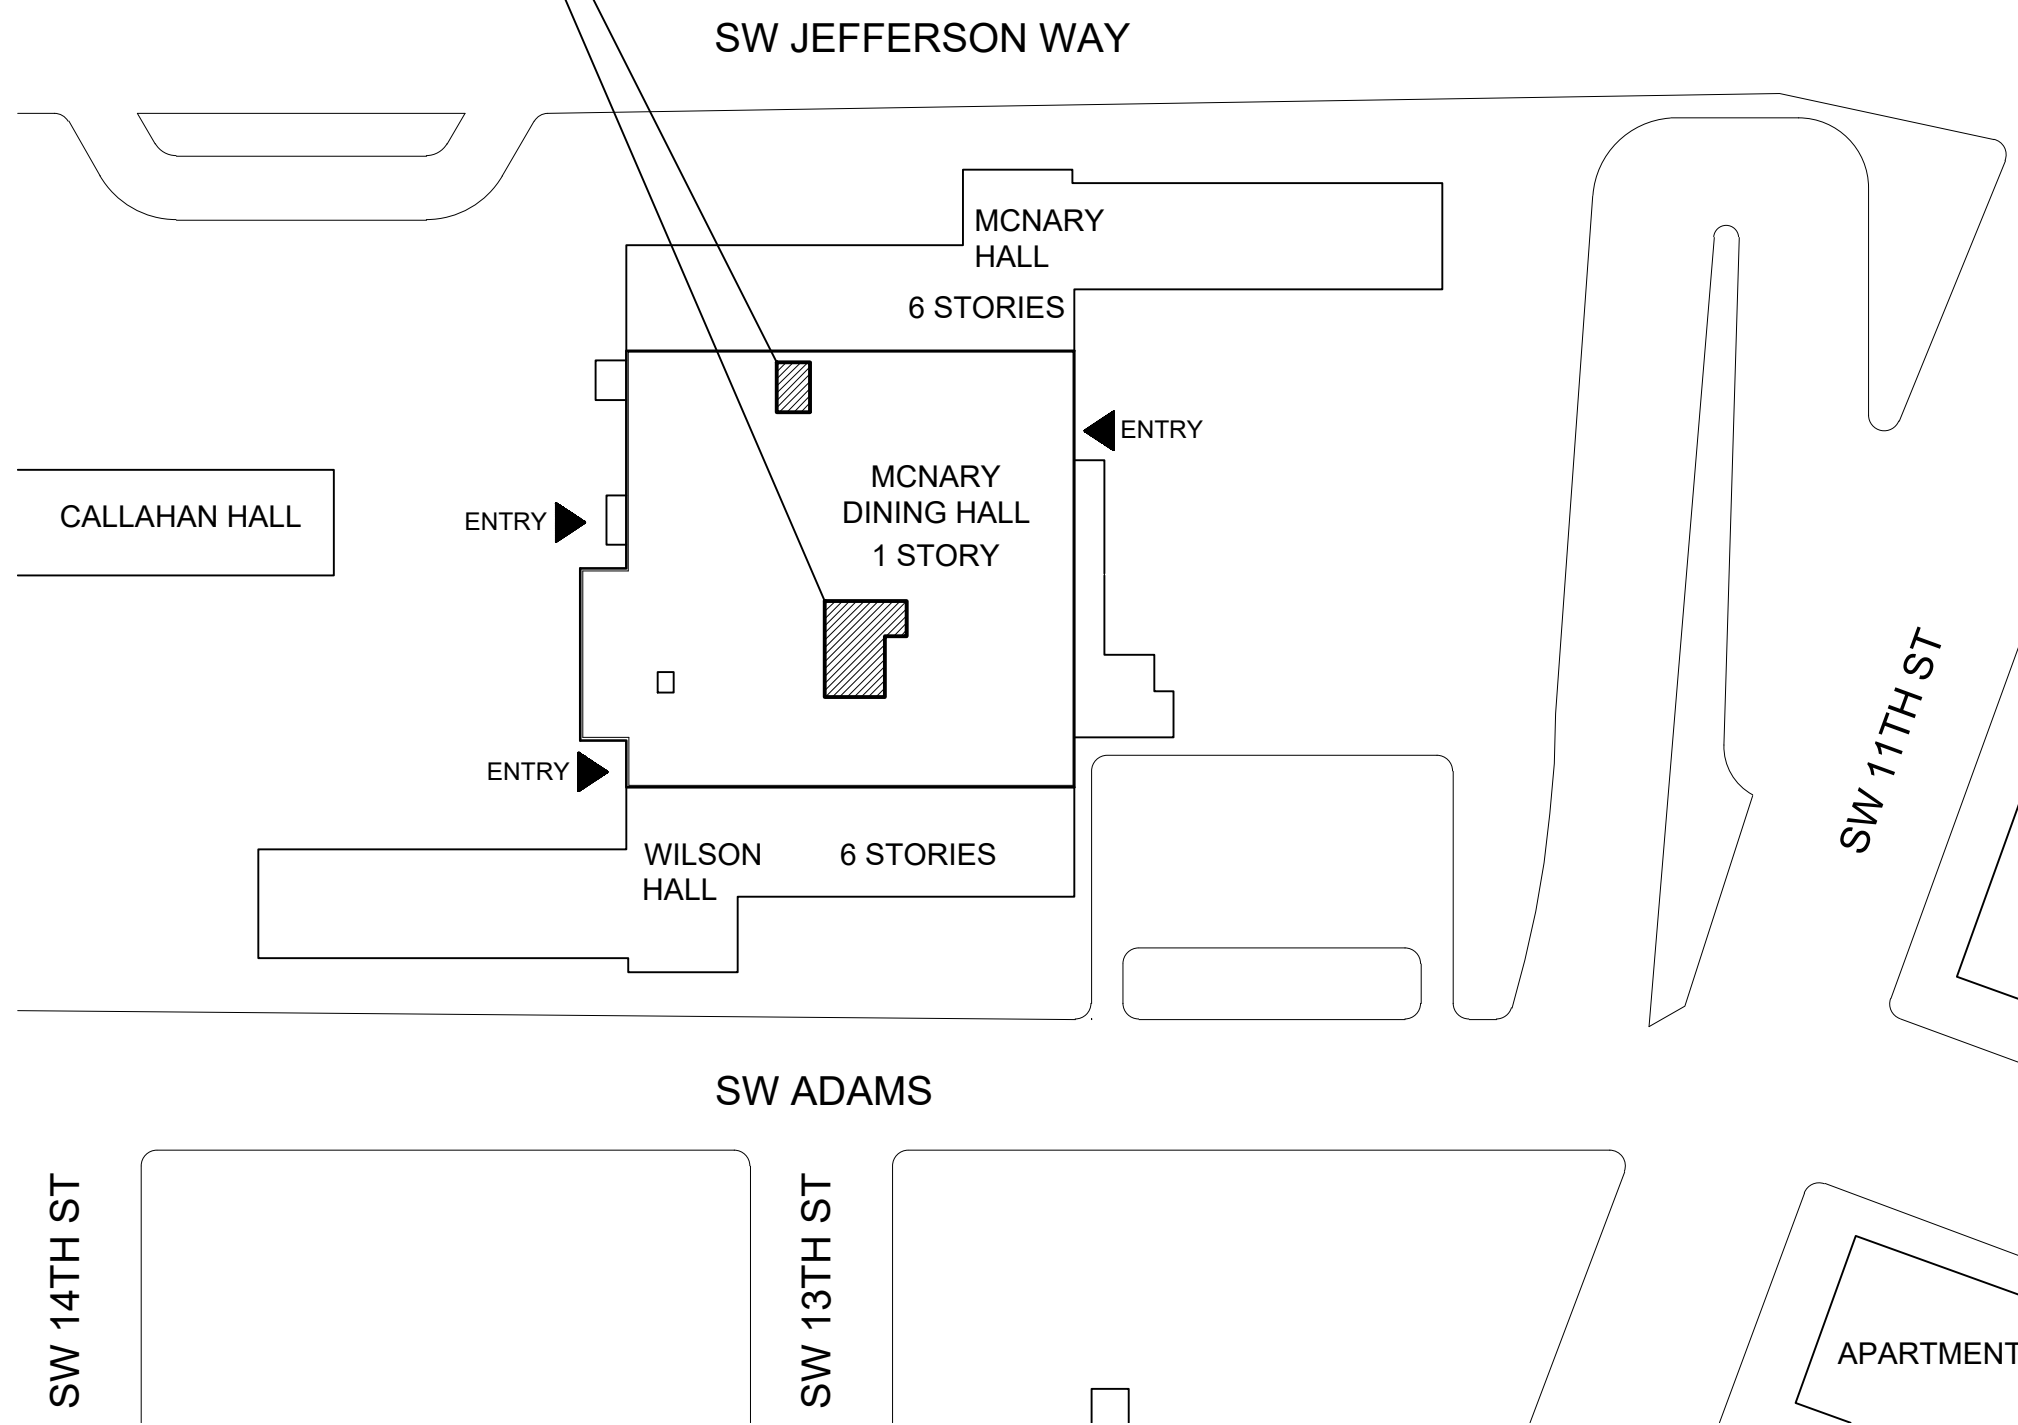 SW JEFFERSON WAY
MCNARY
HALL
6 STORIES
ENTRY
MCNARY
DINING HALL
1 STORY
CALLAHAN HALL
ENTRY
SW 11TH ST
ENTRY
WILSON
HALL
6 STORIES
SW ADAMS
SW 14TH ST
SW 13TH ST
APARTMENT